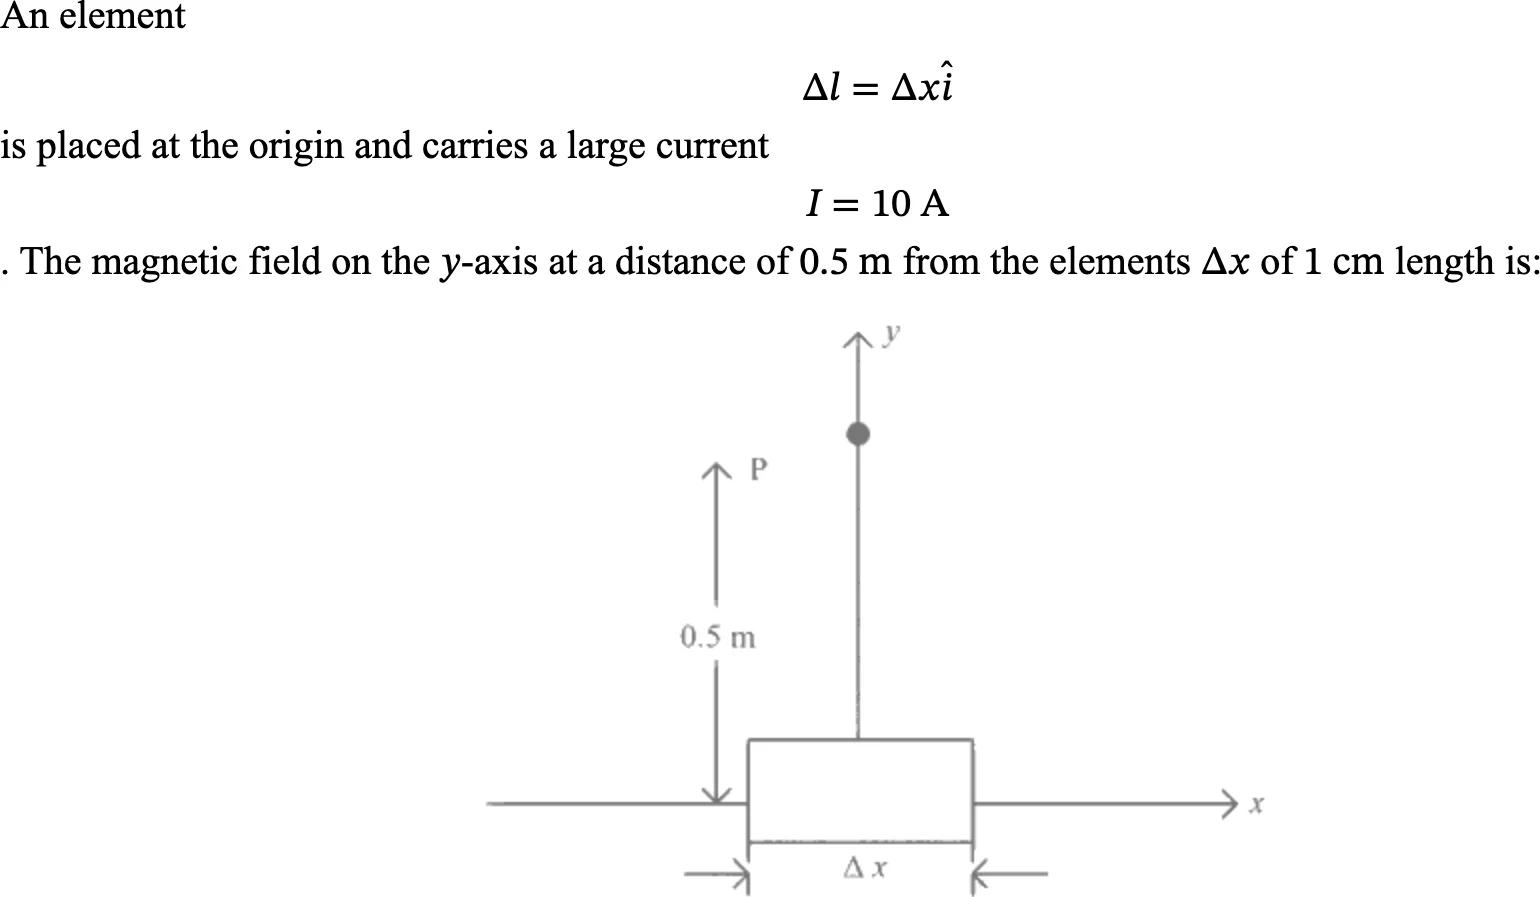 An element
Δl = Δxî
is placed at the origin and carries a large current
I = 10 A
. The magnetic field on the y-axis at a distance of 0.5 m from the elements Δx of 1 cm length is:
y
P
0.5 m
x
Δ x